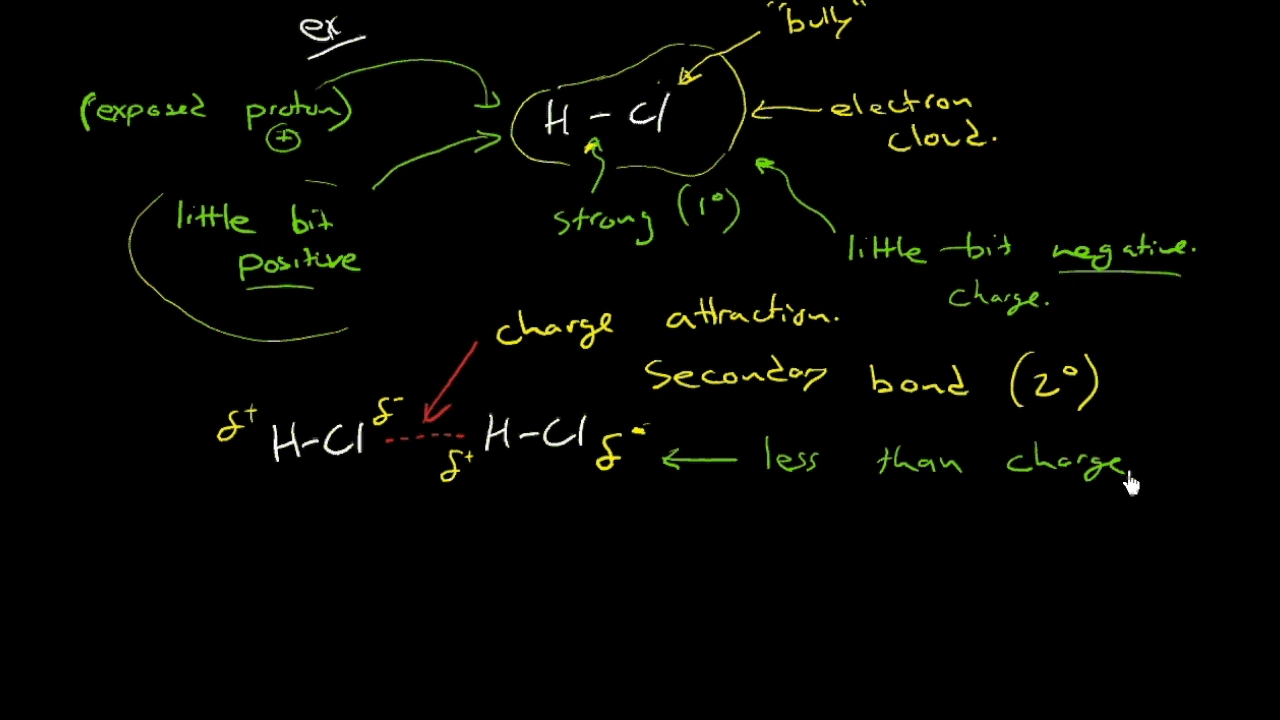 ex
"bully"
(exposed proton)
+
H - Cl
electron
cloud.
strong (1°)
little bit
positive
little bit negative.
charge.
charge attraction.
Secondary bond (2°)
δ+ H-Cl δ- δ+ H-Cl δ-
less than charge